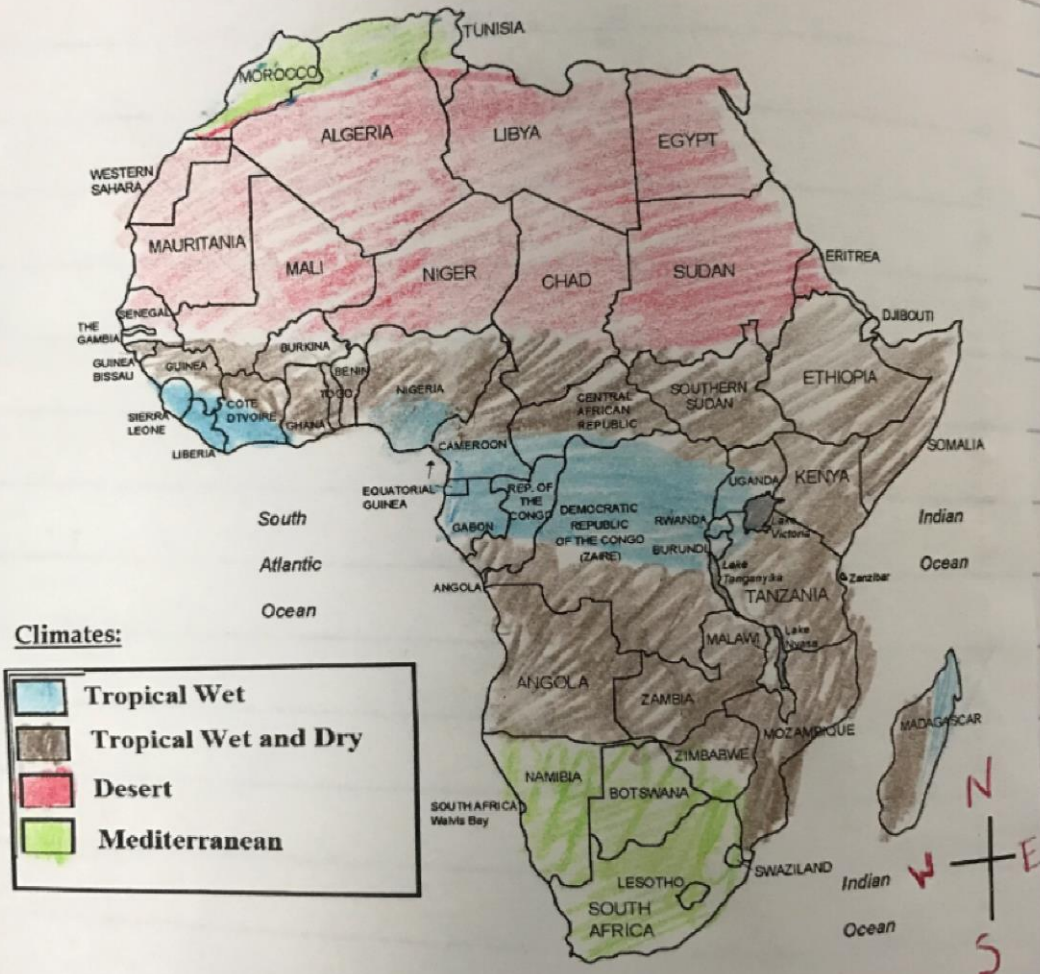 TUNISIA
MOROCCO
ALGERIA
LIBYA
EGYPT
WESTERN
SAHARA
MAURITANIA
MALI
NIGER
CHAD
SUDAN
ERITREA
SENEGAL
DJIBOUTI
THE
GAMBIA
GUINEA
BISSAU
GUINEA
BURKINA
BENIN
TOGO
NIGERIA
ETHIOPIA
SOUTHERN
SUDAN
CENTRAL
AFRICAN
REPUBLIC
SIERRA
LEONE
COTE
D'TVOIRE
GHANA
LIBERIA
CAMEROON
SOMALIA
UGANDA
KENYA
EQUATORIAL
GUINEA
REP. OF
THE
CONGO
GABON
DEMOCRATIC
REPUBLIC
OF THE CONGO
(ZAIRE)
RWANDA
BURUNDI
Lake
Victoria
South
Atlantic
Ocean
Indian
Ocean
ANGOLA
Lake
Tanganyika
TANZANIA
Zanzibar
MALAWI
Lake
Nyasa
ANGOLA
ZAMBIA
MOZAMBIQUE
MADAGASCAR
ZIMBABWE
NAMIBIA
BOTSWANA
SOUTH AFRICA
Walvis Bay
SWAZILAND
LESOTHO
SOUTH
AFRICA
Indian
Ocean
Climates:
Tropical Wet
Tropical Wet and Dry
Desert
Mediterranean
N
W E
S